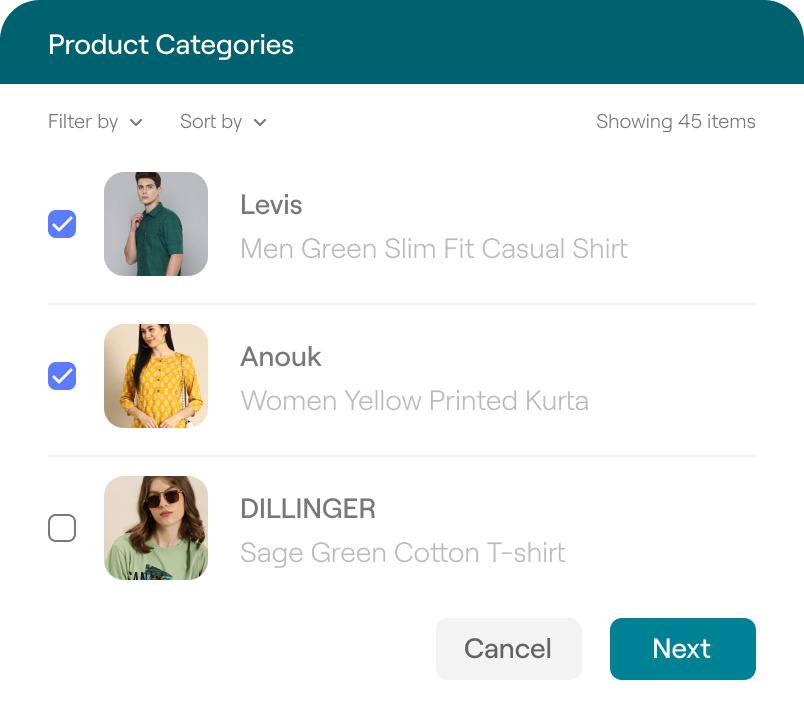 Product Categories
Filter by
Sort by
Showing 45 items
Levis
Men Green Slim Fit Casual Shirt
Anouk
Women Yellow Printed Kurta
DILLINGER
Sage Green Cotton T-shirt
Cancel
Next